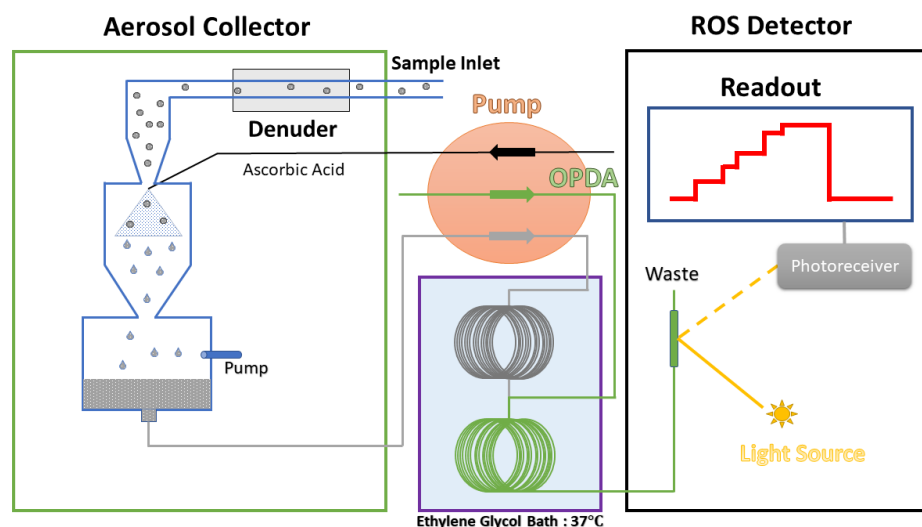 Aerosol Collector
ROS Detector
Sample Inlet
Readout
Pump
Denuder
Ascorbic Acid
OPDA
Photoreceiver
Waste
Pump
Light Source
Ethylene Glycol Bath : 37℃